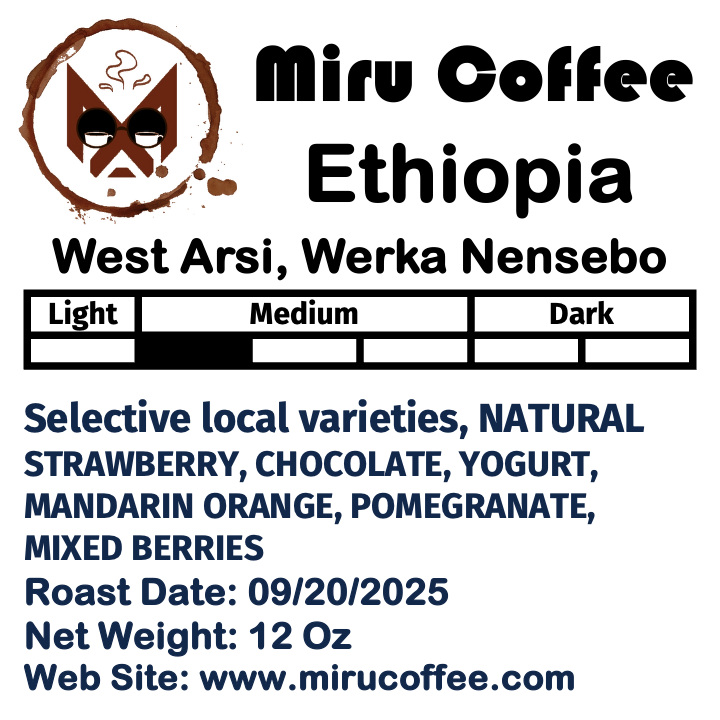 Miru Coffee
Ethiopia
West Arsi, Werka Nensebo
Light Medium Dark
Selective local varieties, NATURAL
STRAWBERRY, CHOCOLATE, YOGURT,
MANDARIN ORANGE, POMEGRANATE,
MIXED BERRIES
Roast Date: 09/20/2025
Net Weight: 12 Oz
Web Site: www.mirucoffee.com